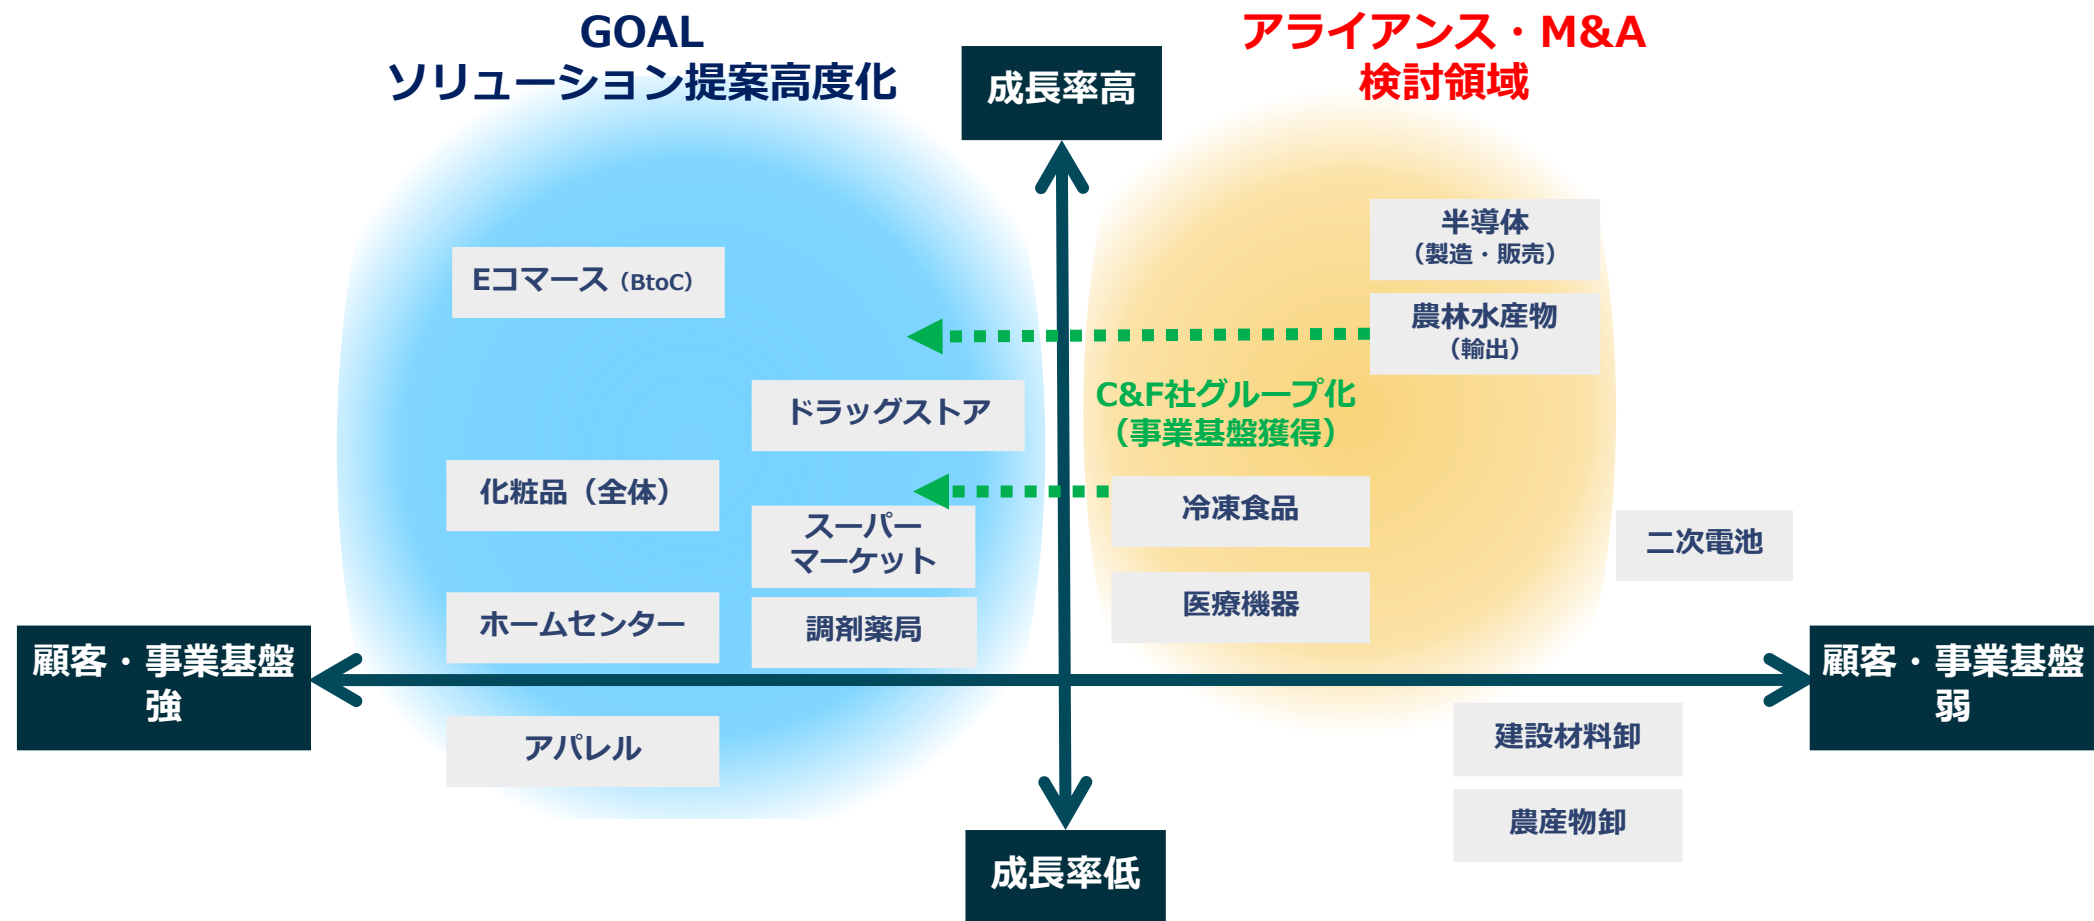 GOAL
ソリューション提案高度化
アライアンス・M&A
検討領域
成長率高
半導体
（製造・販売）
Eコマース（BtoC）
農林水産物
（輸出）
ドラッグストア
C&F社グループ化
（事業基盤獲得）
化粧品（全体）
冷凍食品
スーパー
マーケット
二次電池
ホームセンター
調剤薬局
医療機器
顧客・事業基盤
強
顧客・事業基盤
弱
アパレル
建設材料卸
農産物卸
成長率低